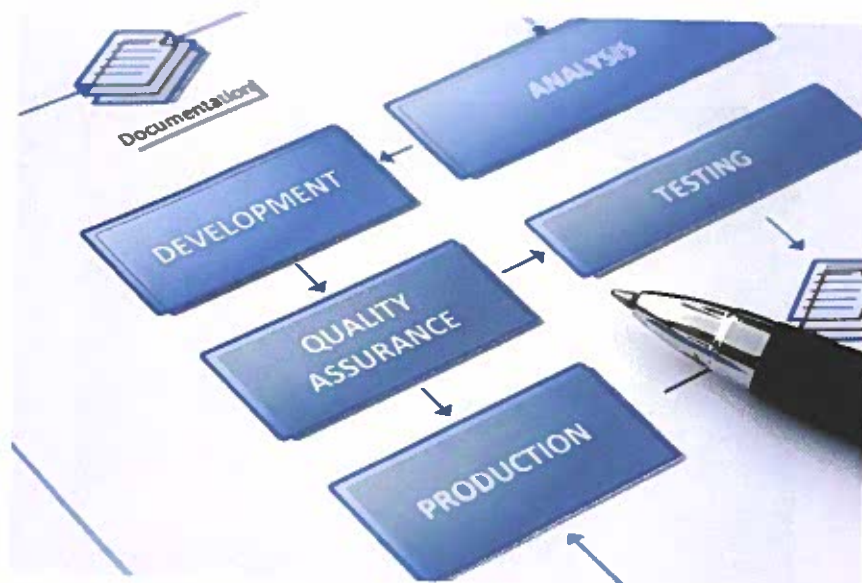 Documentation
ANALYSIS
DEVELOPMENT
TESTING
QUALITY
ASSURANCE
PRODUCTION